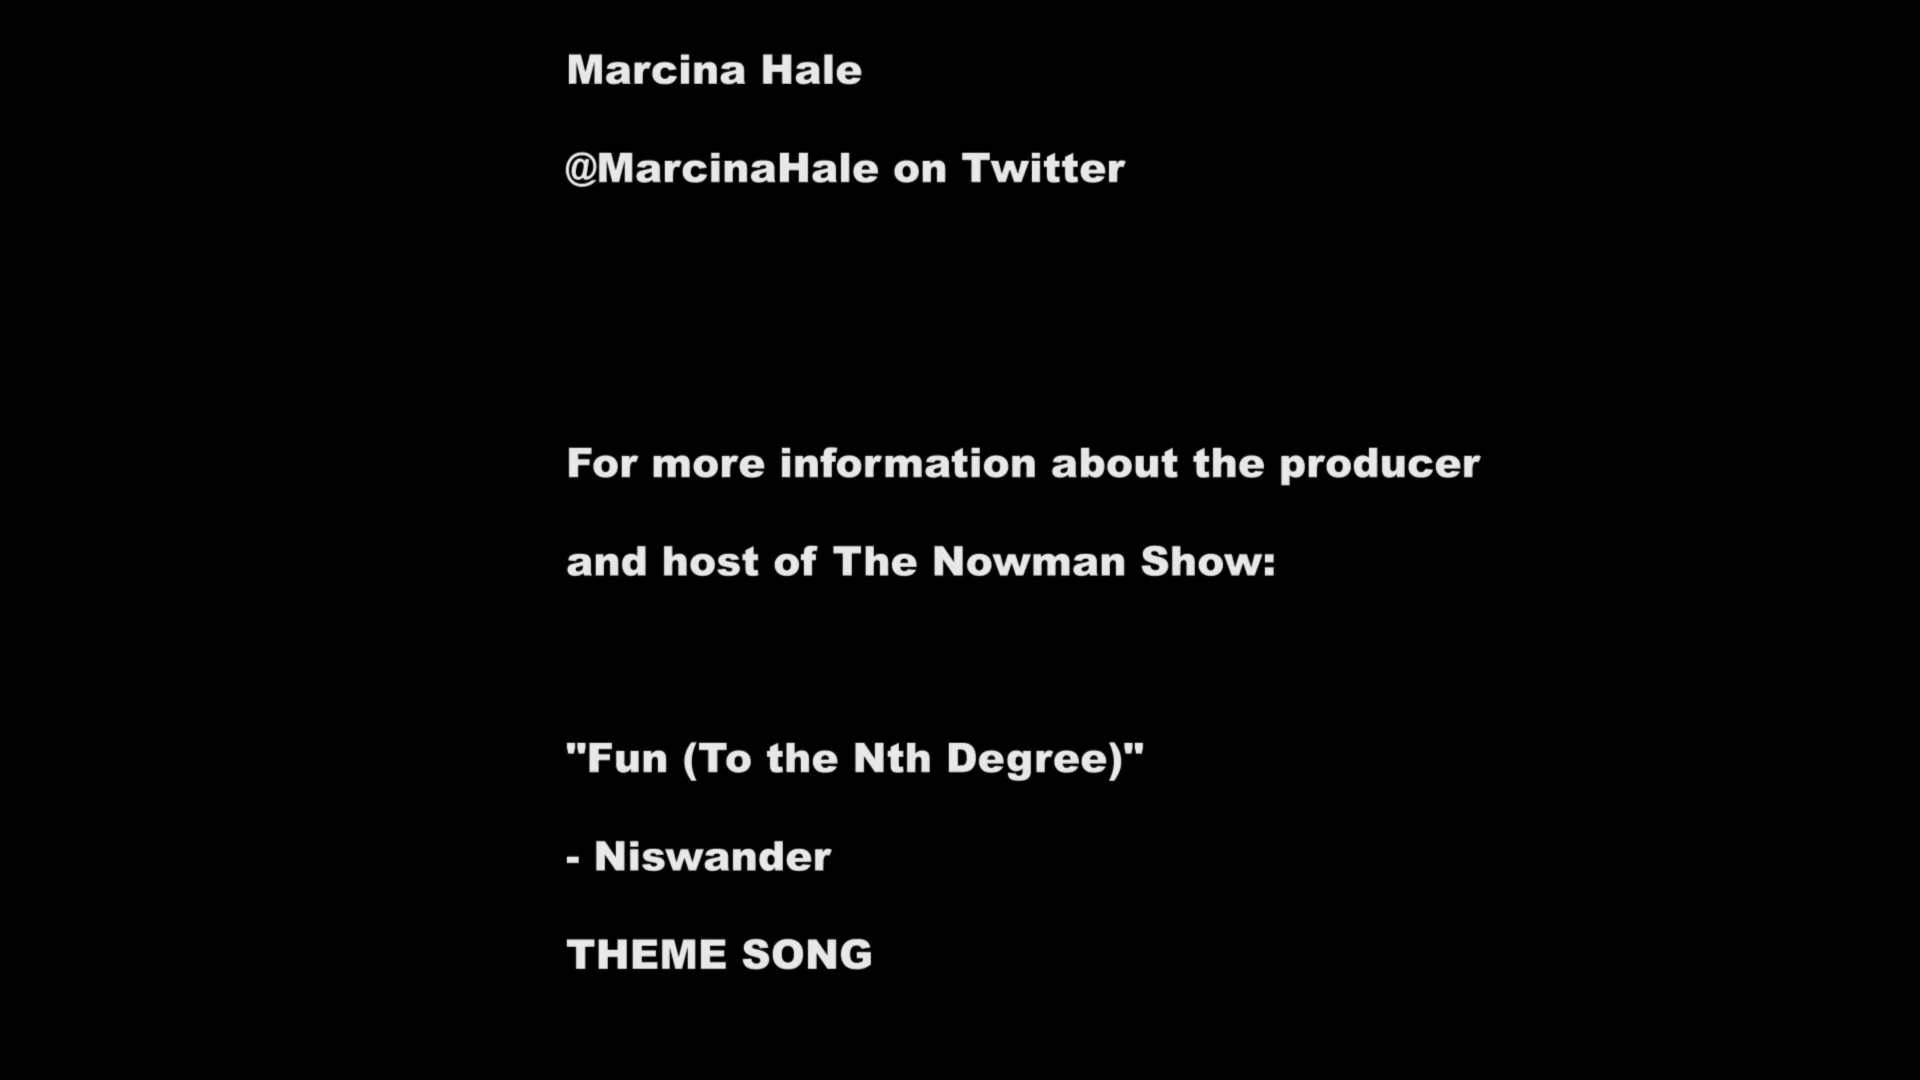 Marcina Hale
@MarcinaHale on Twitter
For more information about the producer
and host of The Nowman Show:
"Fun (To the Nth Degree)"
- Niswander
THEME SONG